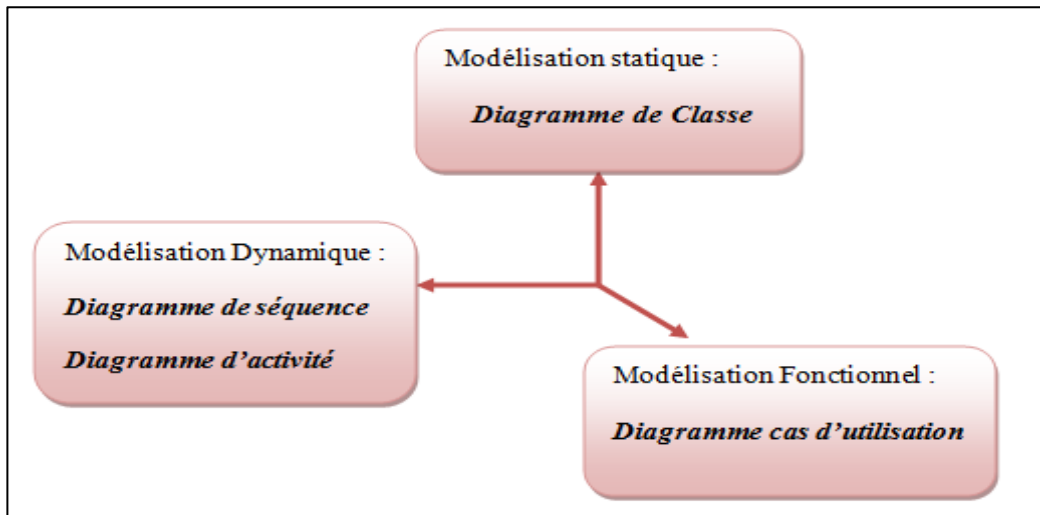 Modélisation statique :
Diagramme de Classe
Modélisation Dynamique :
Diagramme de séquence
Diagramme d’activité
Modélisation Fonctionnel :
Diagramme cas d’utilisation